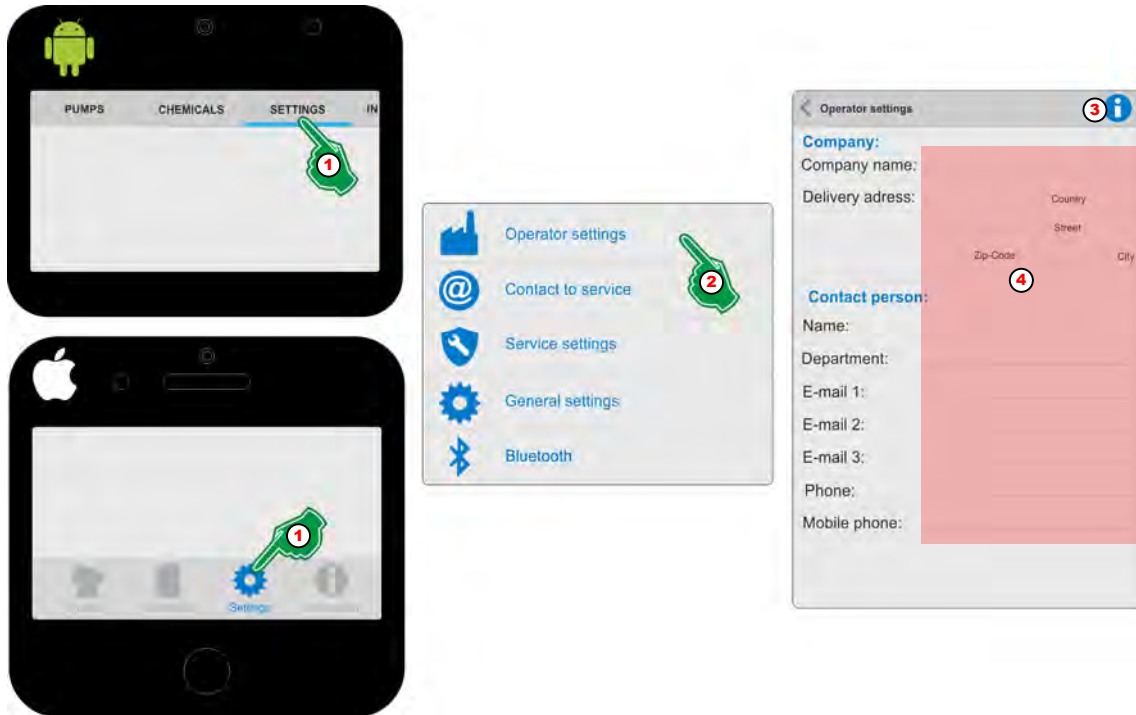 PUMPS CHEMICALS SETTINGS IN
1
Settings
1
Operator settings
2
Contact to service
Service settings
General settings
Bluetooth
Operator settings
3
Company:
Company name:
Delivery adress:
Country
Street
Zip-Code
City
4
Contact person:
Name:
Department:
E-mail 1:
E-mail 2:
E-mail 3:
Phone:
Mobile phone: